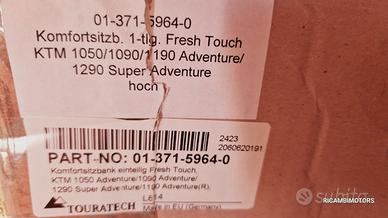 01-371-5964-0
Komfortsitzb. 1-tlg. Fresh Touch
KTM 1050/1090/1190 Adventure/
1290 Super Adventure
hoch
2423
2060620191
PART-NO: 01-371-5964-0
Komfortsitzbank einteilig Fresh Touch,
KTM 1050 Adventure/1090 Adventure/
1290 Super Adventure/1190 Adventure(R),
L614
TOURATECH
Made in EU (Germany)
subito
RICAMBIMOTORS